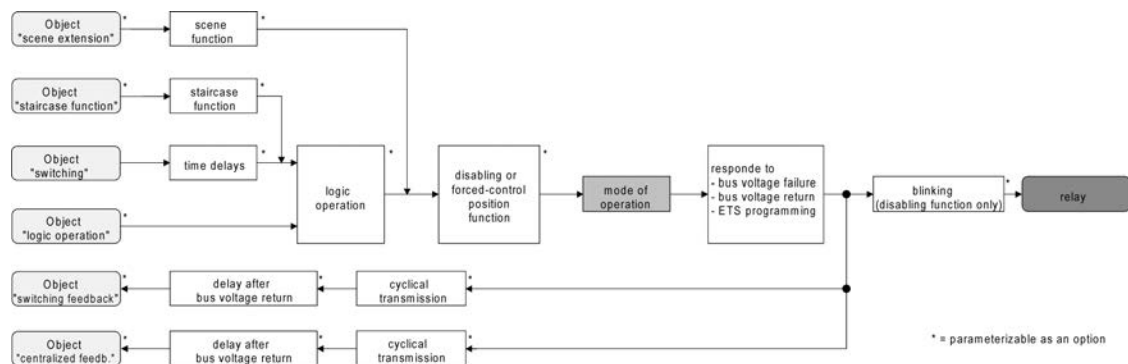 Object
"scene extension"
*
scene
function
*
Object
"staircase function"
*
staircase
function
*
Object
"switching"
time delays
*
Object
"logic operation"
*
logic
operation
*
disabling or
forced-control
position
function
*
mode of
operation
responde to
- bus voltage failure
- bus voltage return
- ETS programming
blinking
(disabling function only)
*
relay
Object
"switching feedback"
*
delay after
bus voltage return
*
cyclical
transmission
*
Object
"centralized feedb."
*
delay after
bus voltage return
*
cyclical
transmission
*
* = parameterizable as an option